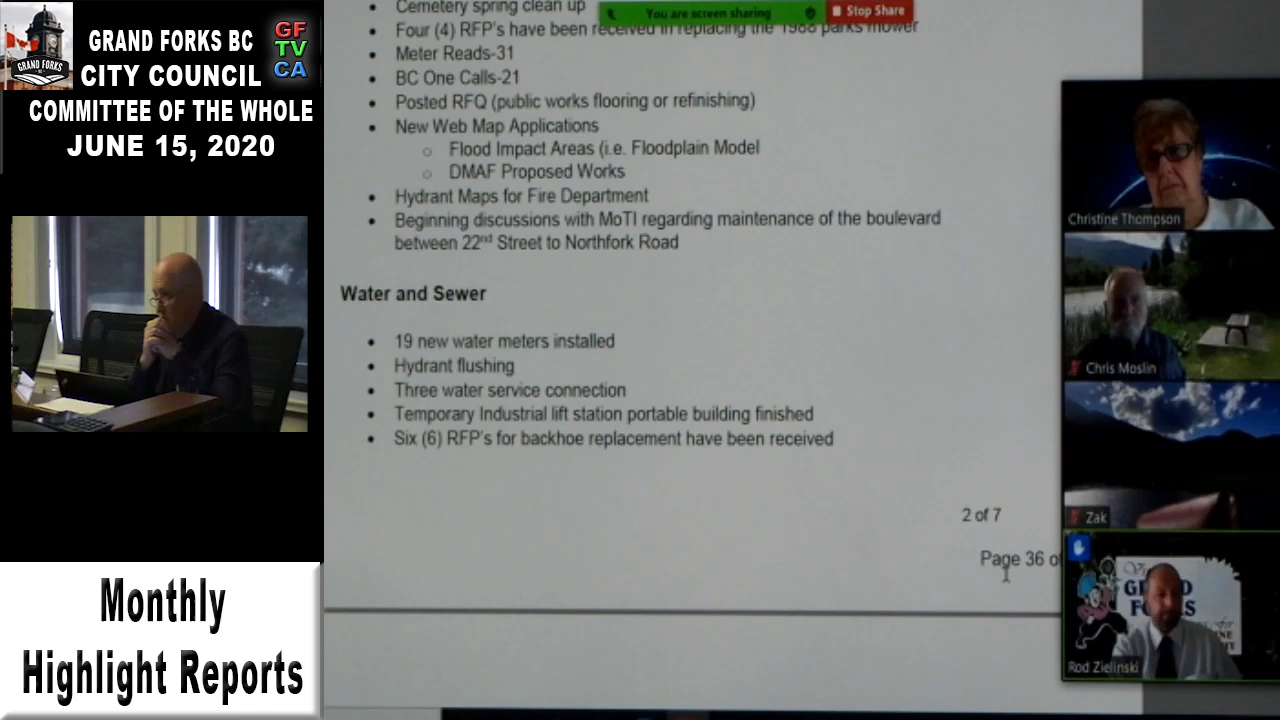 GRAND FORKS BC
CITY COUNCIL
COMMITTEE OF THE WHOLE
JUNE 15, 2020
GF
TV
CA
GRAND FORKS
Monthly
Highlight Reports
You are screen sharing
Stop Share
Cemetery spring clean up
Four (4) RFP's have been received in replacing the 1988 parks mower
Meter Reads-31
BC One Calls-21
Posted RFQ (public works flooring or refinishing)
New Web Map Applications
Flood Impact Areas (i.e. Floodplain Model
DMAF Proposed Works
Hydrant Maps for Fire Department
Beginning discussions with MoTI regarding maintenance of the boulevard
between 22nd Street to Northfork Road
Water and Sewer
19 new water meters installed
Hydrant flushing
Three water service connection
Temporary Industrial lift station portable building finished
Six (6) RFP's for backhoe replacement have been received
2 of 7
Page 36 of
Christine Thompson
Chris Moslin
Zak
GRAND
FORKS
Rod Zielinski